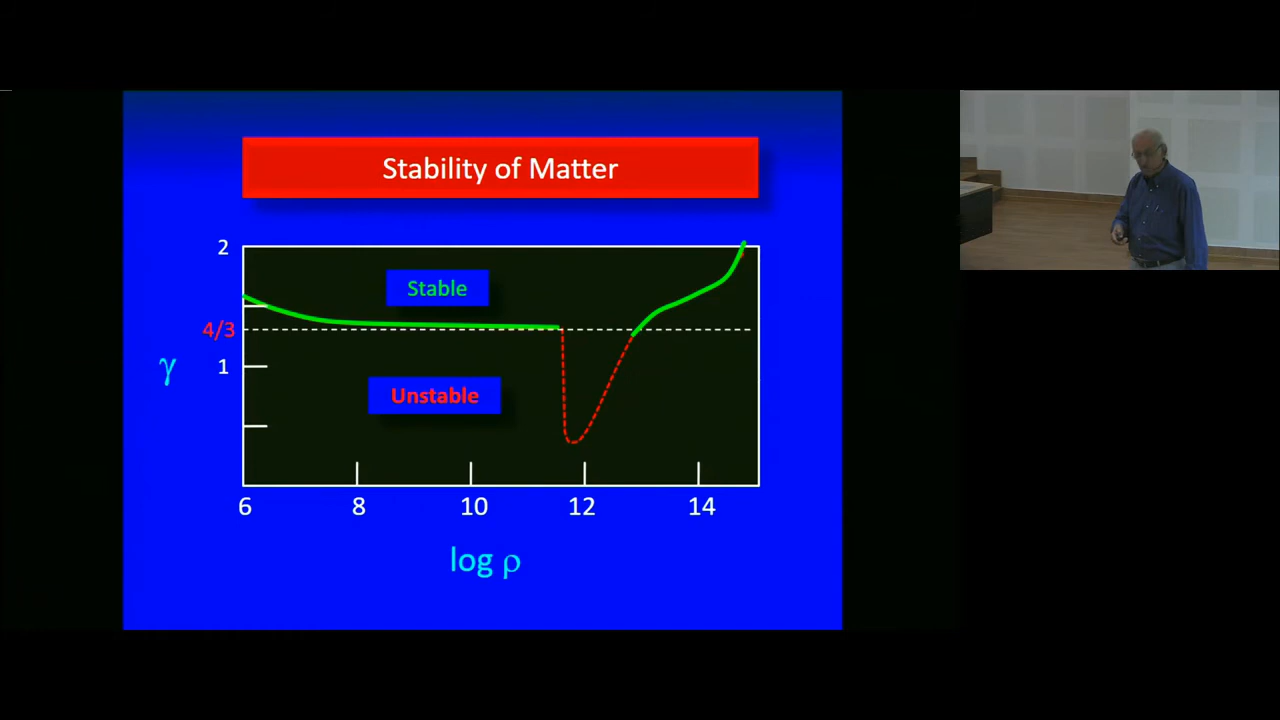 Stability of Matter
2
Stable
4/3
γ
1
Unstable
6 8 10 12 14
log ρ